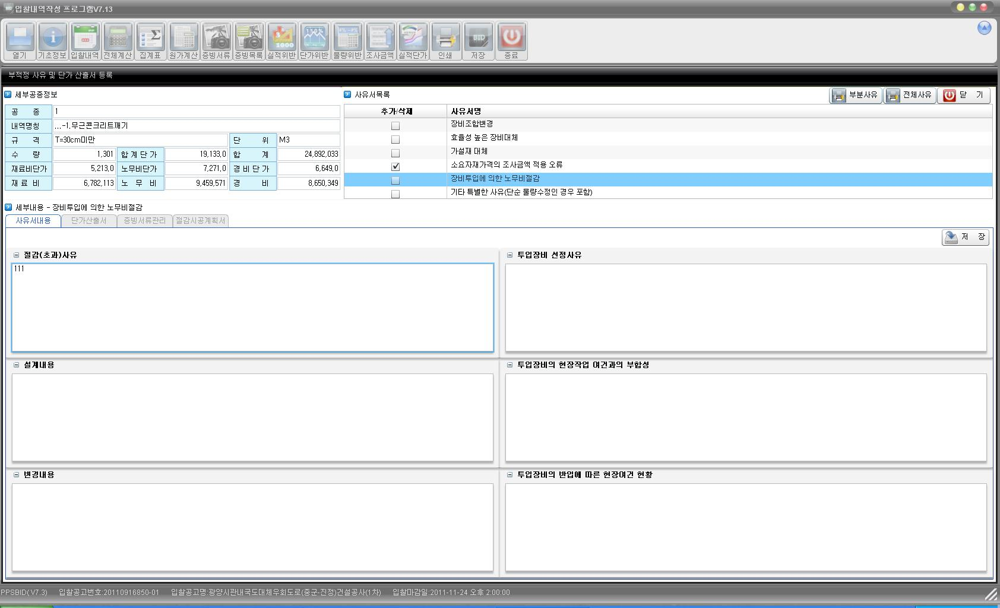 입찰내역작성 프로그램V7.13
열기 기초정보 입찰내역 전체계산 집계표 원가계산 증빙서류 증빙목록 실적위반 단가위반 물량위반 조사금액 실적단가 인쇄 저장 종료
부적정 사유 및 단가 산출서 등록
세부공종정보
공 종 1
내역명칭 ...-1.무근콘크리트깨기
규 격 T=30cm미만 단 위 M3
수 량 1,301 합계단가 19,133,0 합 계 24,892,033
재료비단가 5,213,0 노무비단가 7,271,0 경비단가 6,649,0
재료비 6,782,113 노 무 비 9,459,571 경 비 8,650,349
사유서목록 부분사유 전체사유 닫 기
추가/삭제 사유서명
장비조합변경
효율성 높은 장비대체
가설재 대체
소요자재가격의 조사금액 적용 오류
장비투입에 의한 노무비절감
기타 특별한 사유(단순 물량수정인 경우 포함)
세부내용 - 장비투입에 의한 노무비절감
사유서내용 단가산출서 증빙서류관리 절감시공계획서
저 장
절감(초과)사유 투입장비 선정사유
111
설계내용 투입장비의 현장작업 여건과의 부합성
변경내용 투입장비의 반입에 따른 현장여건 현황
PPSBID(V7.3) 입찰공고번호:20110916850-01 입찰공고명:광양시관내국도대체우회도로(중군-진정)건설공사(1차) 입찰마감일:2011-11-24 오후 2:00:00